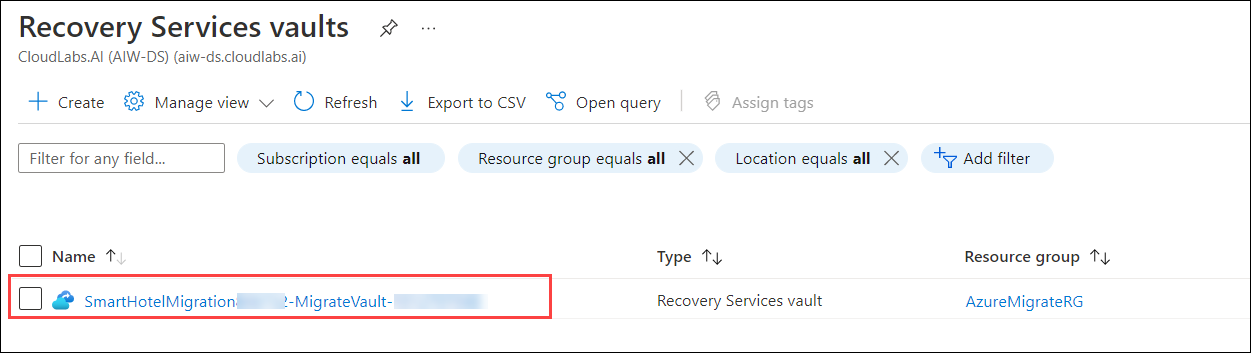 Recovery Services vaults
CloudLabs.AI (AIW-DS) (aiw-ds.cloudlabs.ai)
Create Manage view Refresh Export to CSV Open query Assign tags
Filter for any field... Subscription equals all Resource group equals all Location equals all Add filter
Name Type Resource group
SmartHotelMigration 2-MigrateVault- Recovery Services vault AzureMigrateRG